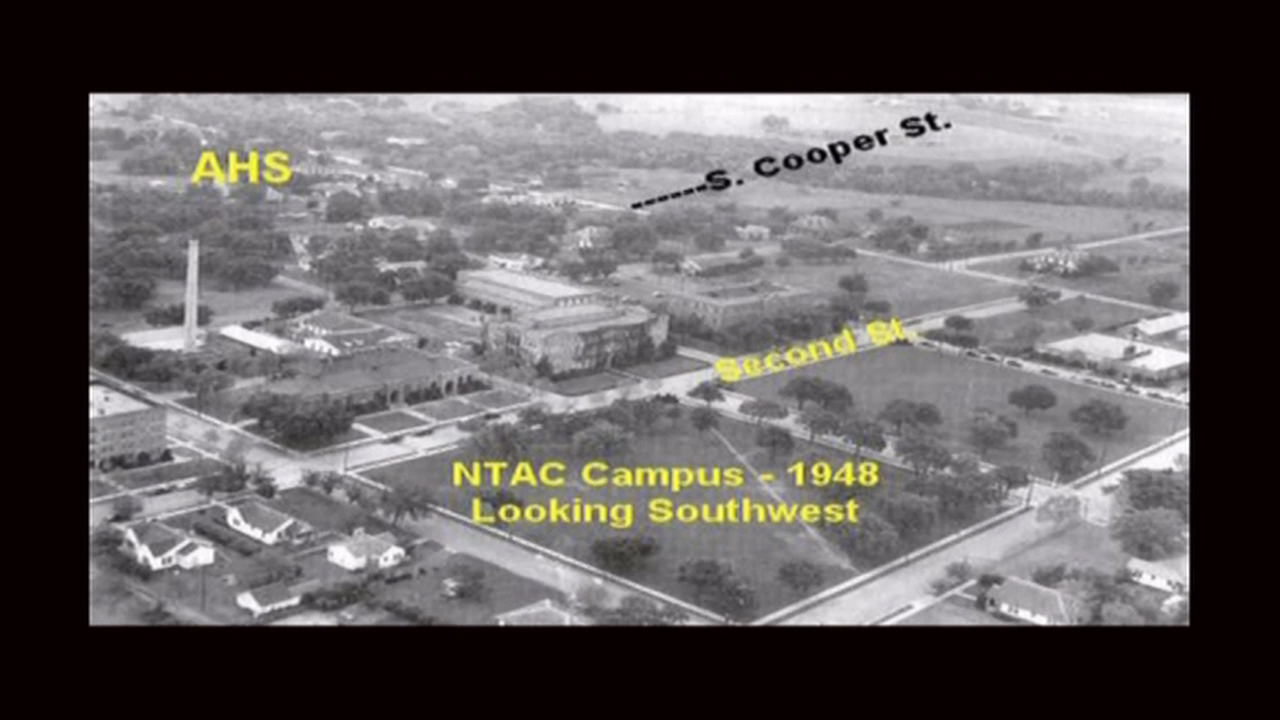 ------S. Cooper St.
AHS
Second St.
NTAC Campus - 1948
Looking Southwest